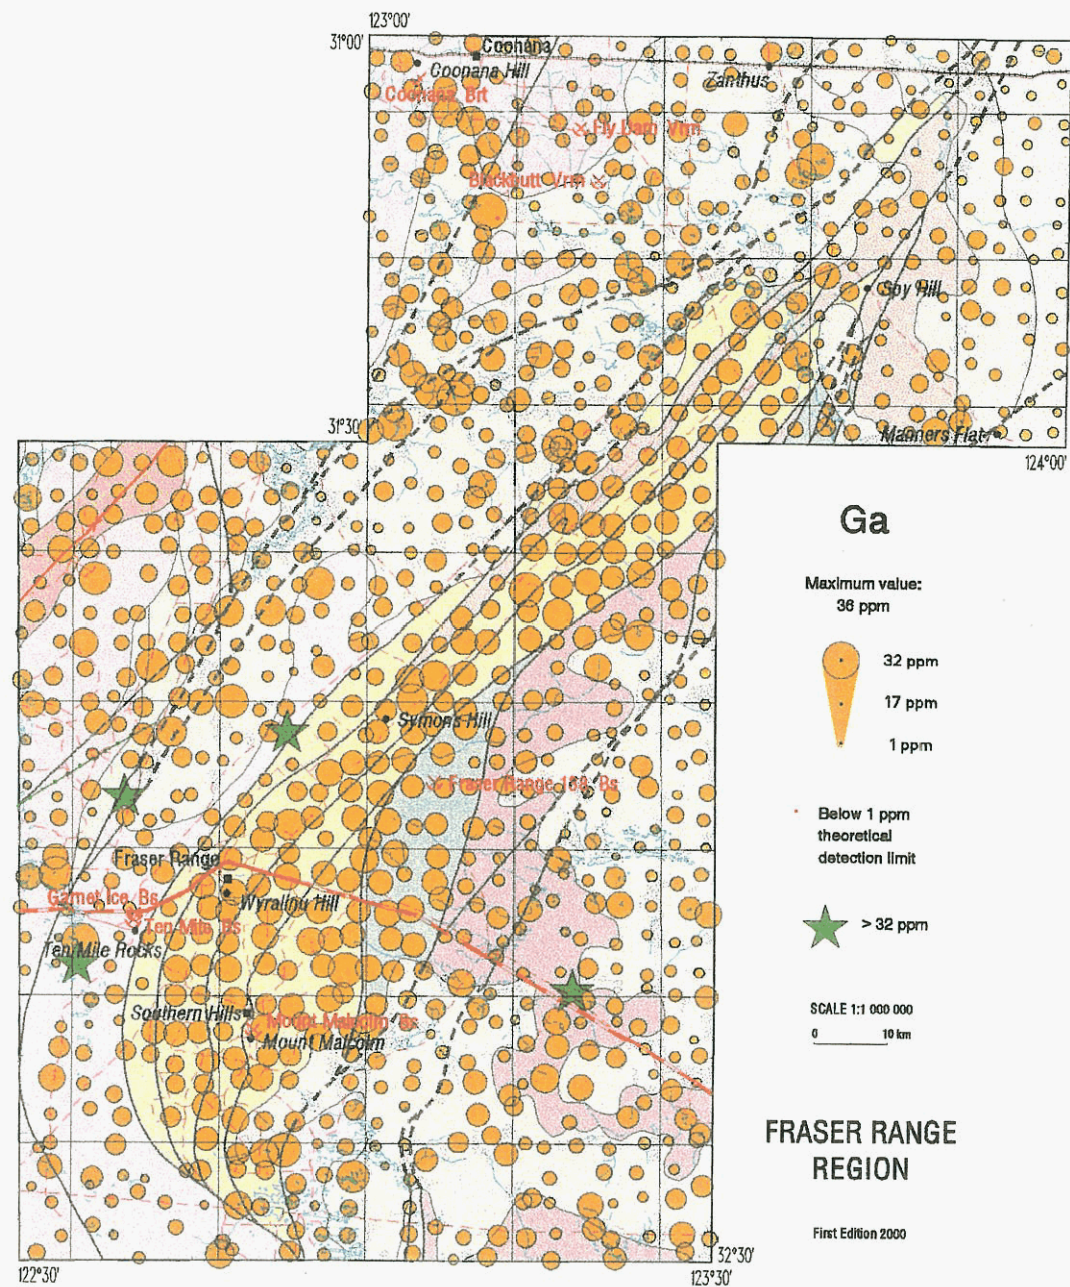 123°00'
31°00'
Coonana
Coonana Hill
Zanthus
Coonana Brt
Fly Dam Vrm
Blackbutt Vrm
Spy Hill
31°30'
Manners Flat
124°00'
Ga
Maximum value:
36 ppm
32 ppm
17 ppm
1 ppm
Symons Hill
Fraser Range 138 Bs
Below 1 ppm
theoretical
detection limit
Fraser Range
Garnet Ice Bs
Wyralinu Hill
Ten Mile Bs
Ten Mile Rocks
> 32 ppm
Southern Hills
Mount Malcolm Bs
Mount Malcolm
SCALE 1:1 000 000
0 10 km
FRASER RANGE
REGION
First Edition 2000
32°30'
122°30'
123°30'